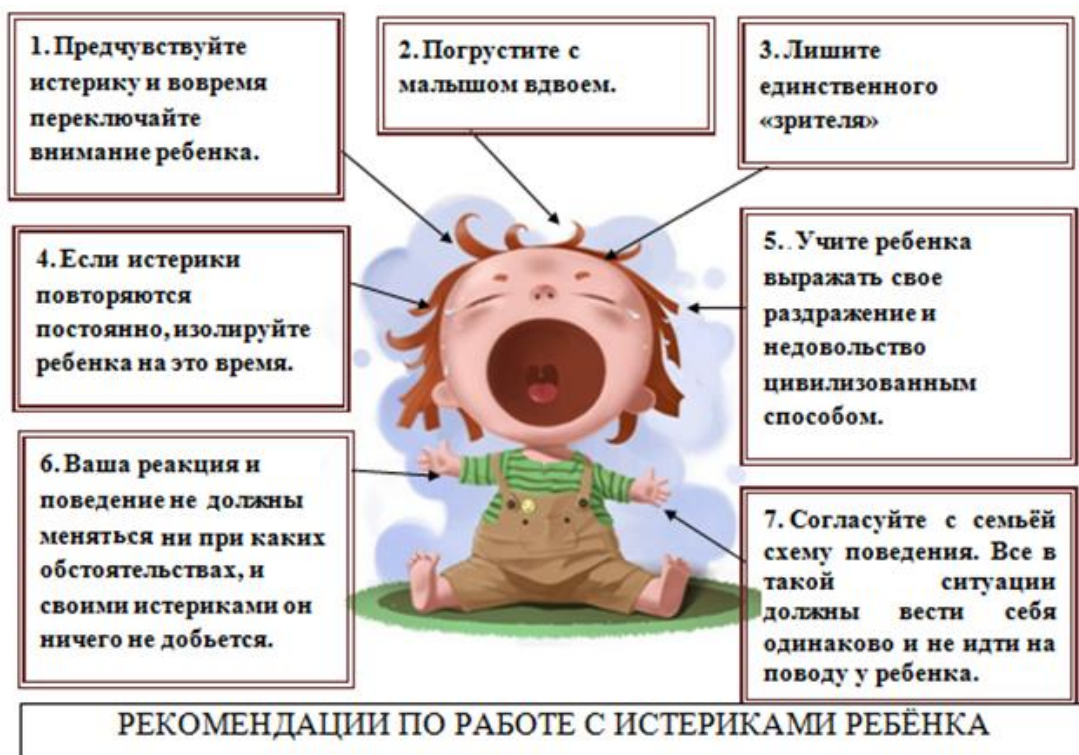 1. Предчувствуйте
истерику и вовремя
переключайте
внимание ребенка.
2. Погрустите с
малышом вдвоем.
3. Лишите
единственного
«зрителя»
4. Если истерики
повторяются
постоянно, изолируйте
ребенка на это время.
5. . Учите ребенка
выражать свое
раздражение и
недовольство
цивилизованным
способом.
6. Ваша реакция и
поведение не должны
меняться ни при каких
обстоятельствах, и
своими истериками он
ничего не добьется.
7. Согласуйте с семьёй
схему поведения. Все в
такой ситуации
должны вести себя
одинаково и не идти на
поводу у ребенка.
РЕКОМЕНДАЦИИ ПО РАБОТЕ С ИСТЕРИКАМИ РЕБЁНКА